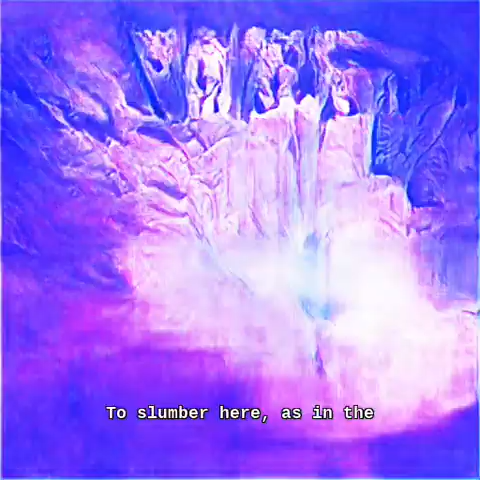 To slumber here, as in the